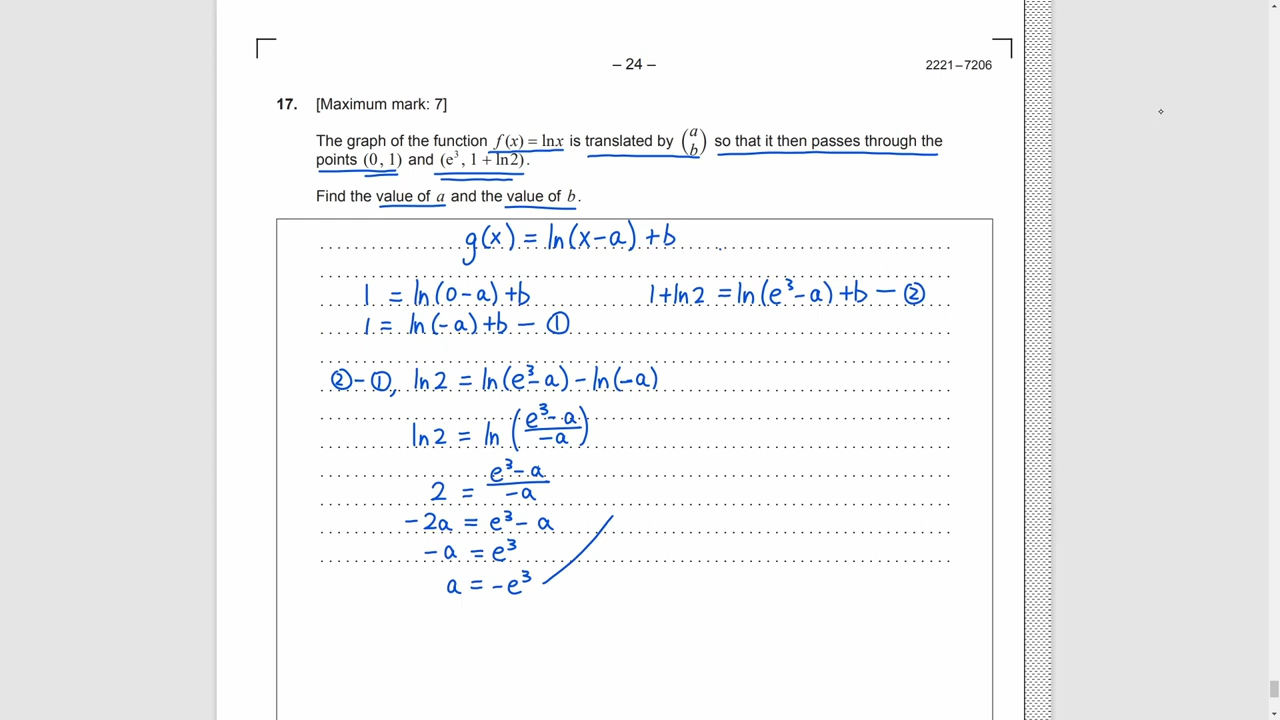 – 24 –
2221–7206
17. [Maximum mark: 7]
The graph of the function f(x) = lnx is translated by (a b) so that it then passes through the
points (0, 1) and (e³, 1 + ln2).
Find the value of a and the value of b.
g(x) = ln(x-a) + b
1 = ln(0-a) + b
1+ln2 = ln(e³-a) + b — ②
1 = ln(-a) + b — ①
②-①, ln2 = ln(e³-a) - ln(-a)
ln2 = ln((e³-a)/(-a))
2 = (e³-a)/(-a)
-2a = e³ - a
-a = e³
a = -e³